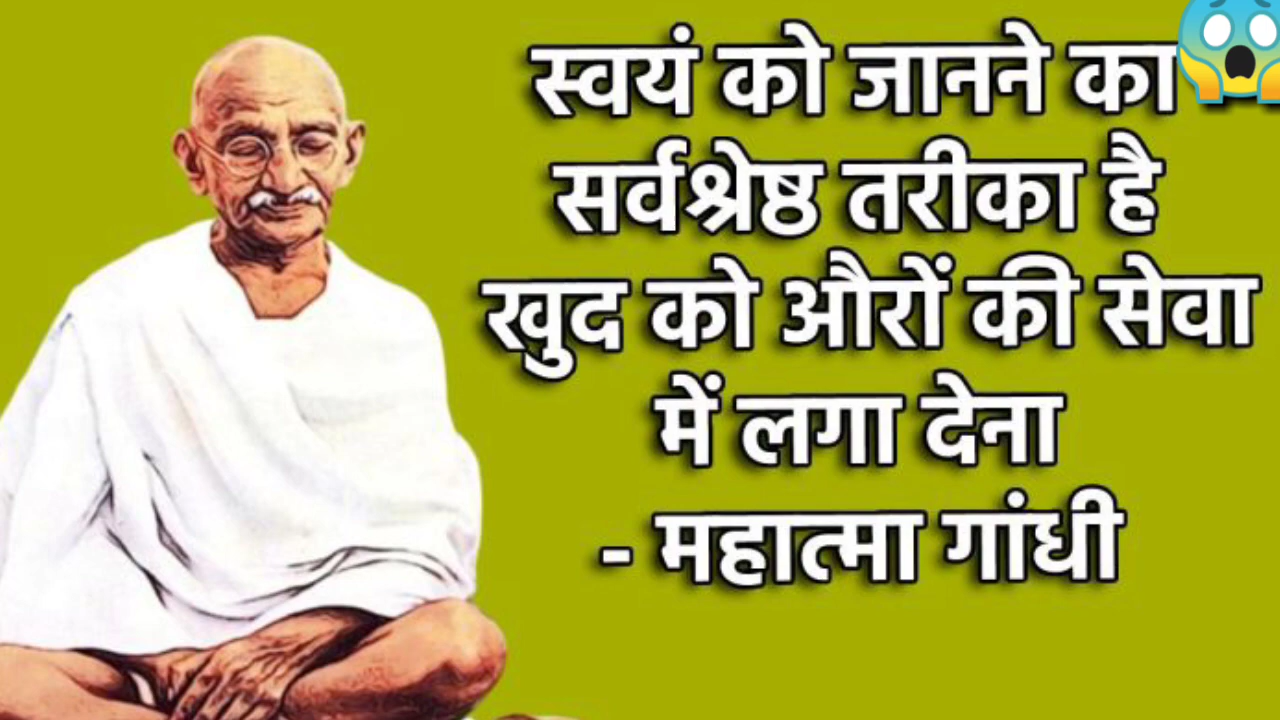 स्वयं को जानने का
सर्वश्रेष्ठ तरीका है
खुद को औरों की सेवा
में लगा देना
- महात्मा गांधी